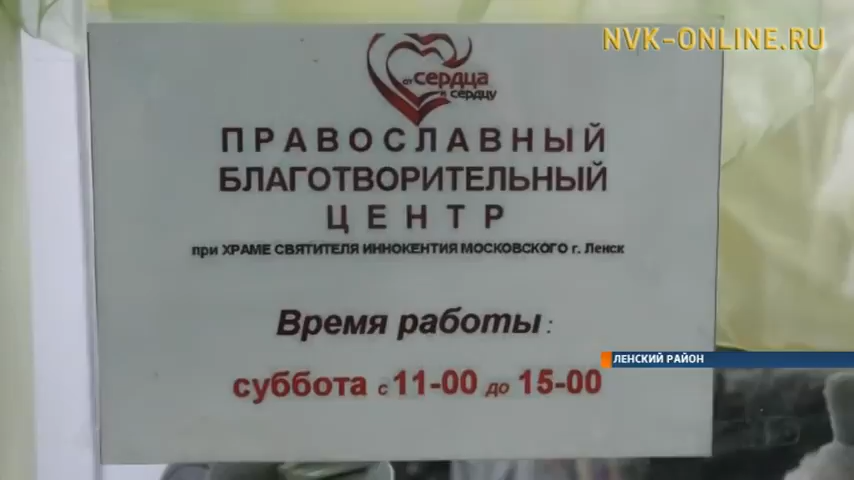 NVK-ONLINE.RU
от сердца
к сердцу
ПРАВОСЛАВНЫЙ
БЛАГОТВОРИТЕЛЬНЫЙ
ЦЕНТР
при ХРАМЕ СВЯТИТЕЛЯ ИННОКЕНТИЯ МОСКОВСКОГО г. Ленск
Время работы:
ЛЕНСКИЙ РАЙОН
суббота с 11-00 до 15-00